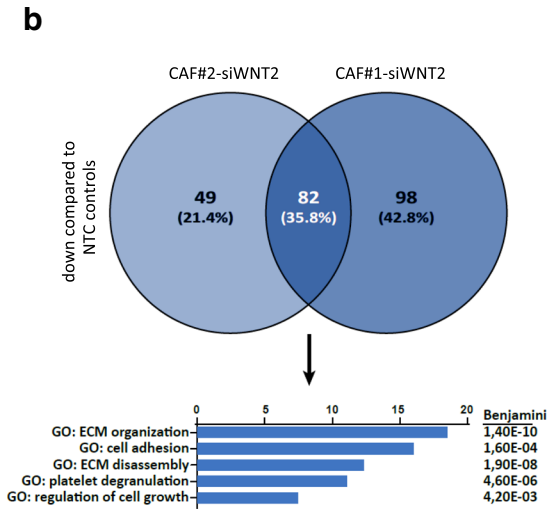 b
CAF#2-siWNT2 CAF#1-siWNT2
down compared to
NTC controls
49 82 98
(21.4%) (35.8%) (42.8%)
0 5 10 15 20 Benjamini
GO: ECM organization 1,40E-10
GO: cell adhesion 1,60E-04
GO: ECM disassembly 1,90E-08
GO: platelet degranulation 4,60E-06
GO: regulation of cell growth 4,20E-03